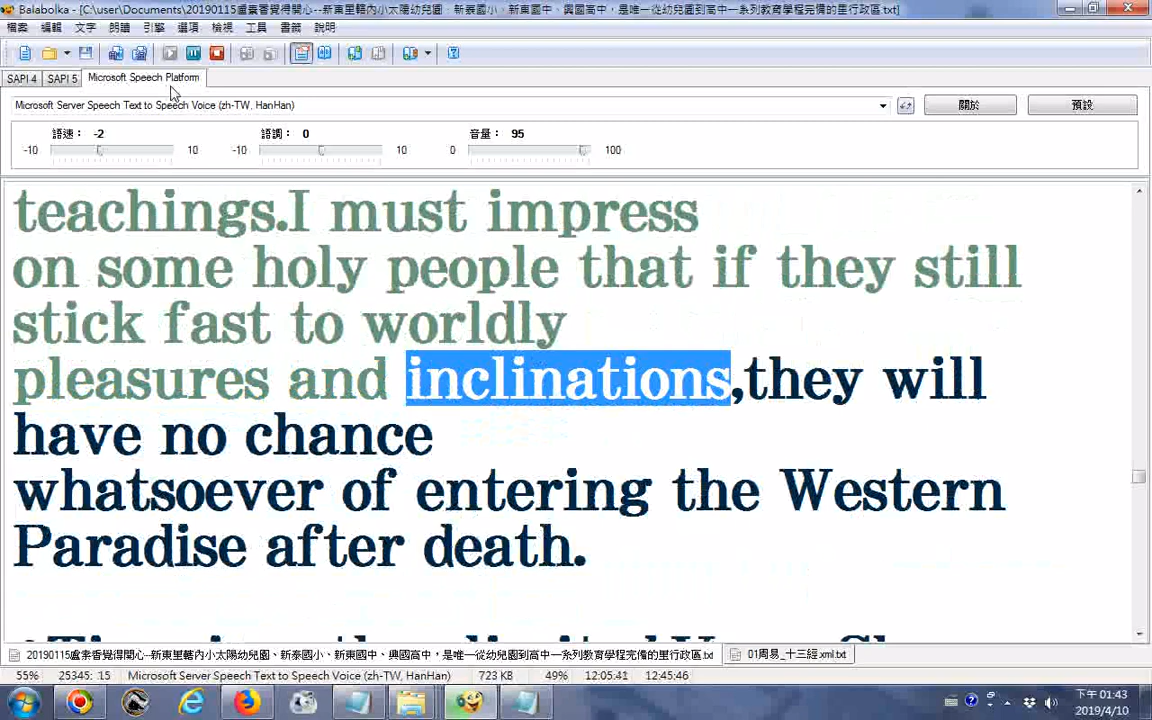 Balabolka - [C:\user\Documents\20190115盧素香覺得開心--新東里轄內小太陽幼兒園、新泰國小、新東國中、興國高中，是唯一從幼兒園到高中一系列教育學程完備的里行政區.txt]
檔案 編輯 文字 朗讀 引擎 選項 檢視 工具 書籤 說明
SAPI 4 SAPI 5 Microsoft Speech Platform
Microsoft Server Speech Text to Speech Voice (zh-TW, HanHan) 關於 預設
語速： -2 語調： 0 音量： 95
-10 10 -10 10 0 100
teachings.I must impress
on some holy people that if they still
stick fast to worldly
pleasures and inclinations,they will
have no chance
whatsoever of entering the Western
Paradise after death.
20190115盧素香覺得開心--新東里轄內小太陽幼兒園、新泰國小、新東國中、興國高中，是唯一從幼兒園到高中一系列教育學程完備的里行政區.txt 01周易_十三經.xml.txt
55% 25345: 15 Microsoft Server Speech Text to Speech Voice (zh-TW, HanHan) 723 KB 49% 12:05:41 12:45:46
下午 01:43
2019/4/10